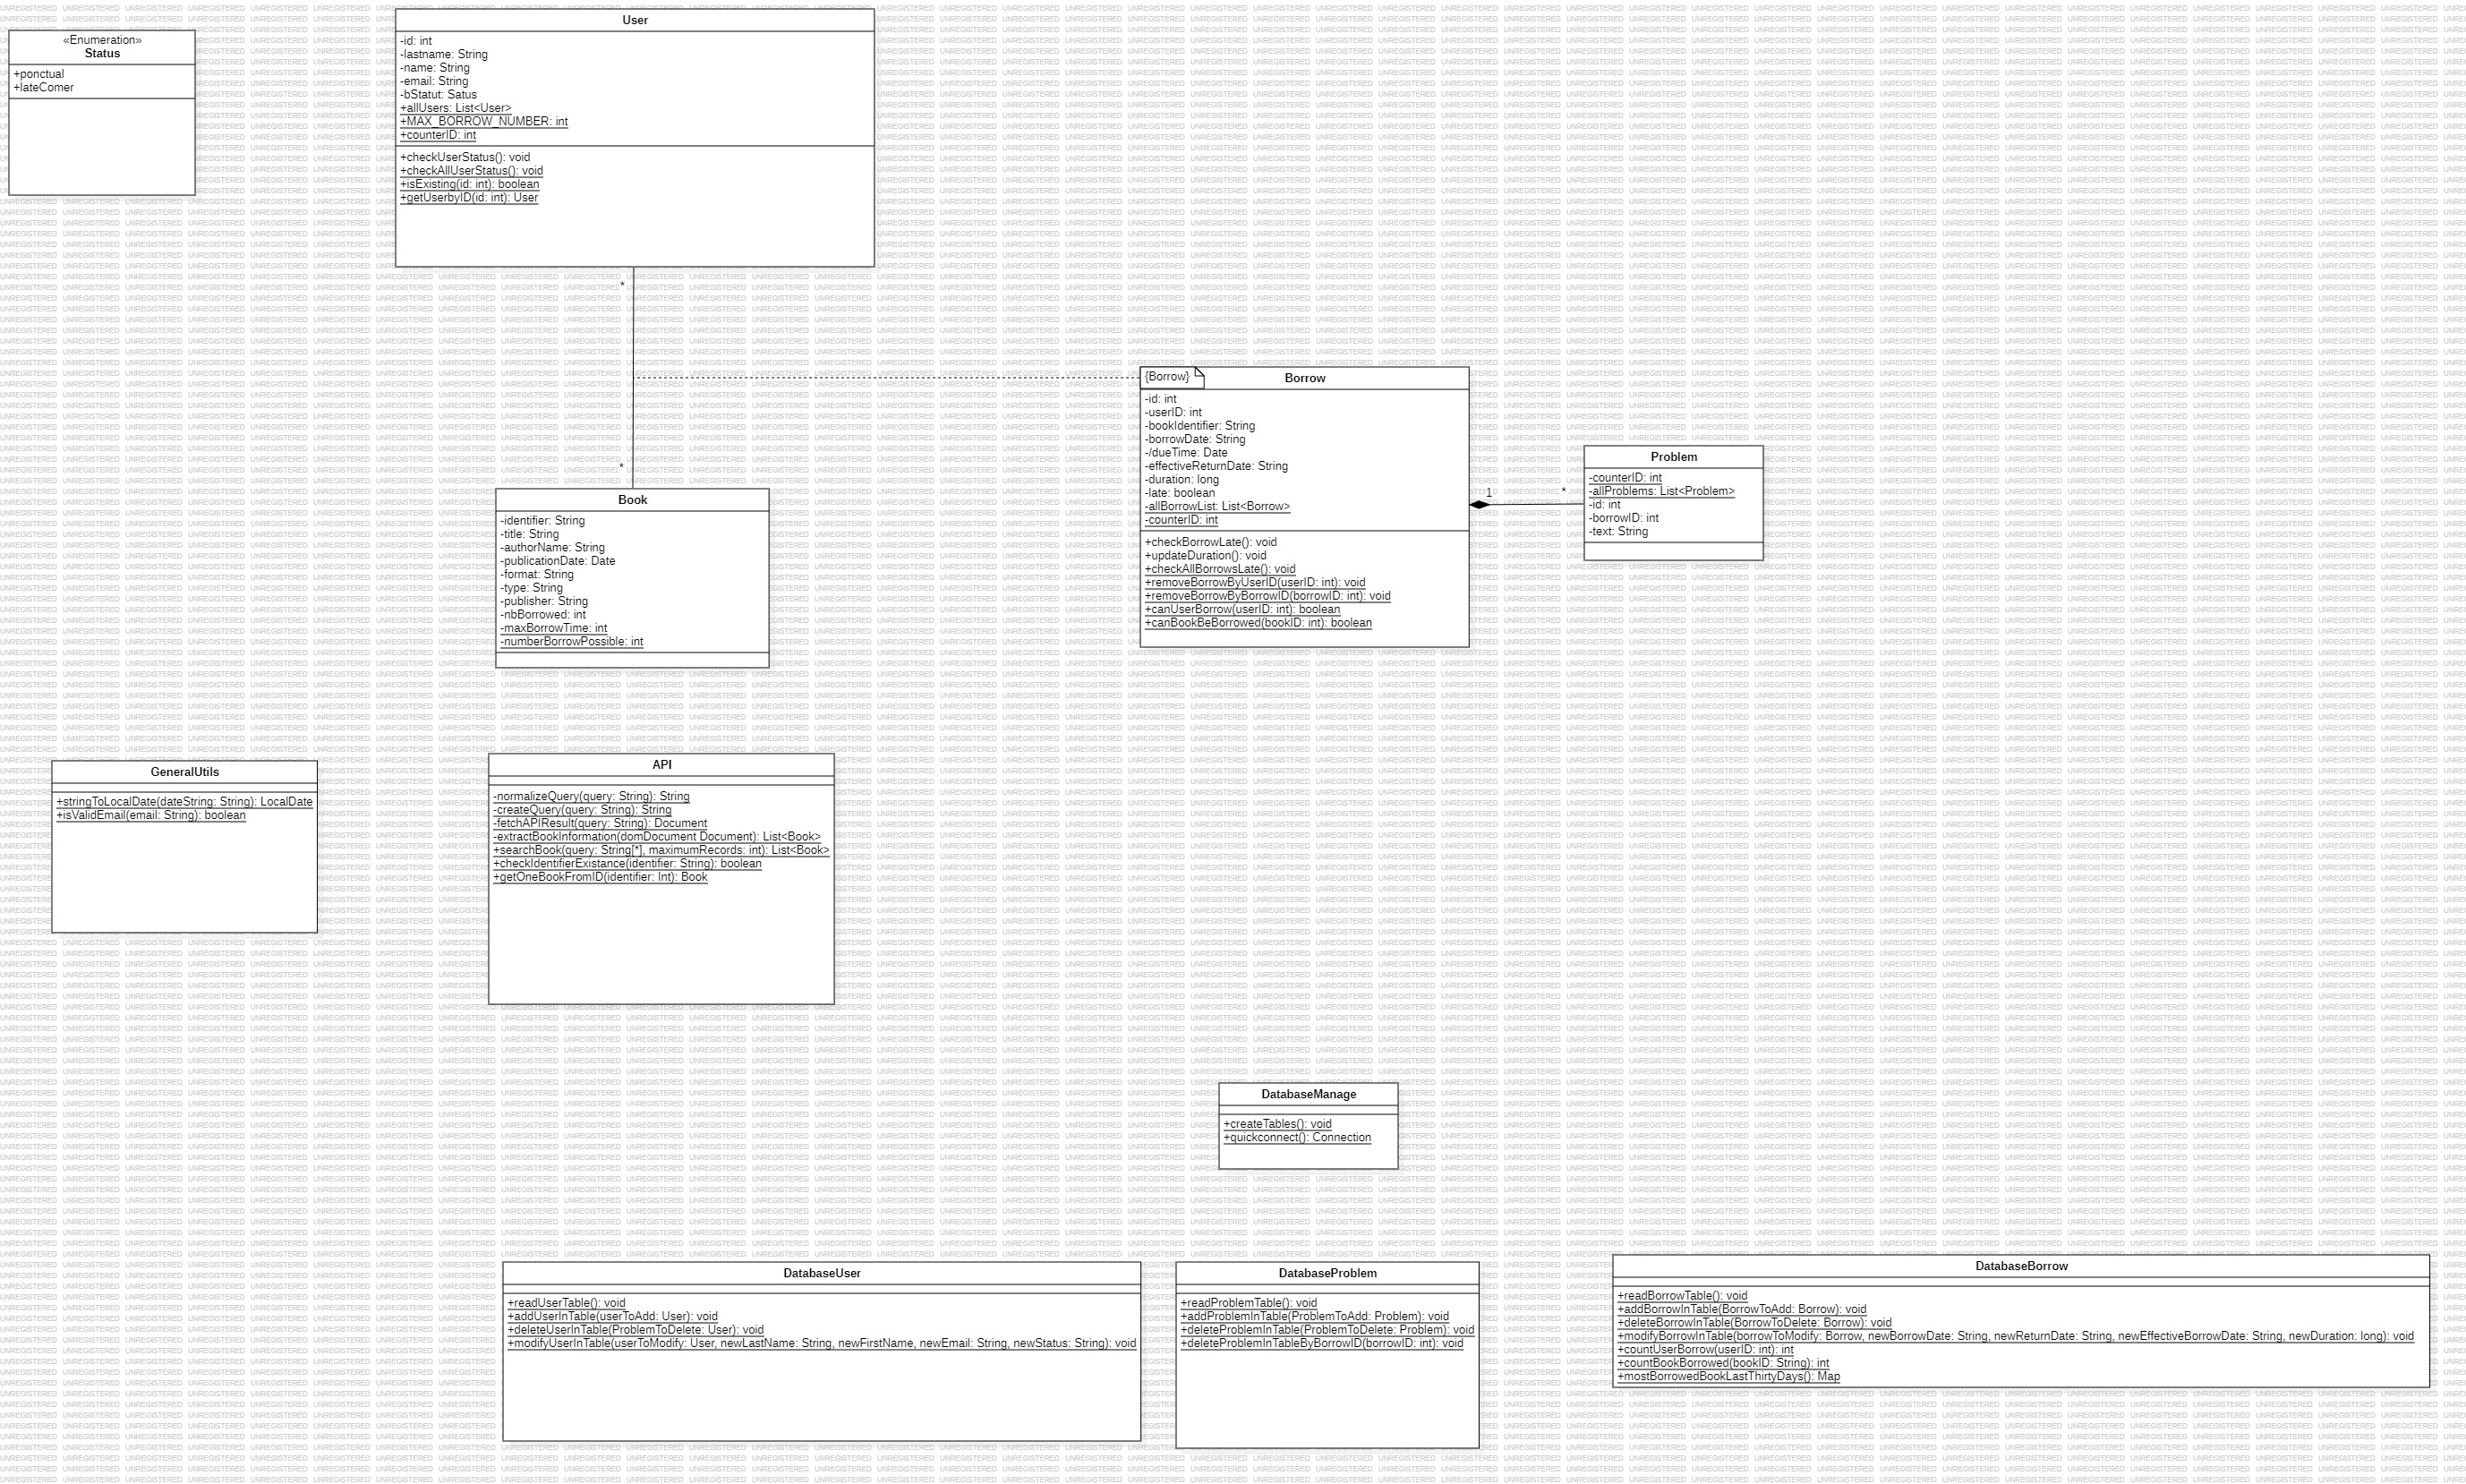 «Enumeration»
Status
+ponctual
+lateComer
User
-id: int
-lastname: String
-name: String
-email: String
-bStatut: Satus
+allUsers: List<User>
+MAX_BORROW_NUMBER: int
+counterID: int
+checkUserStatus(): void
+checkAllUserStatus(): void
+isExisting(id: int): boolean
+getUserbyID(id: int): User
*
*
{Borrow}
Borrow
-id: int
-userID: int
-bookIdentifier: String
-borrowDate: String
-/dueTime: Date
-effectiveReturnDate: String
-duration: long
-late: boolean
-allBorrowList: List<Borrow>
-counterID: int
+checkBorrowLate(): void
+updateDuration(): void
+checkAllBorrowsLate(): void
+removeBorrowByUserID(userID: int): void
+removeBorrowByBorrowID(borrowID: int): void
+canUserBorrow(userID: int): boolean
+canBookBeBorrowed(bookID: int): boolean
1
*
Problem
-counterID: int
-allProblems: List<Problem>
-id: int
-borrowID: int
-text: String
Book
-identifier: String
-title: String
-authorName: String
-publicationDate: Date
-format: String
-type: String
-publisher: String
-nbBorrowed: int
-maxBorrowTime: int
-numberBorrowPossible: int
GeneralUtils
+stringToLocalDate(dateString: String): LocalDate
+isValidEmail(email: String): boolean
API
-normalizeQuery(query: String): String
-createQuery(query: String): String
-fetchAPIResult(query: String): Document
-extractBookInformation(domDocument Document): List<Book>
+searchBook(query: String[*], maximumRecords: int): List<Book>
+checkIdentifierExistance(identifier: String): boolean
+getOneBookFromID(identifier: Int): Book
DatabaseManage
+createTables(): void
+quickconnect(): Connection
DatabaseUser
+readUserTable(): void
+addUserInTable(userToAdd: User): void
+deleteUserInTable(ProblemToDelete: User): void
+modifyUserInTable(userToModify: User, newLastName: String, newFirstName, newEmail: String, newStatus: String): void
DatabaseProblem
+readProblemTable(): void
+addProblemInTable(ProblemToAdd: Problem): void
+deleteProblemInTable(ProblemToDelete: Problem): void
+deleteProblemInTableByBorrowID(borrowID: int): void
DatabaseBorrow
+readBorrowTable(): void
+addBorrowInTable(BorrowToAdd: Borrow): void
+deleteBorrowInTable(BorrowToDelete: Borrow): void
+modifyBorrowInTable(borrowToModify: Borrow, newBorrowDate: String, newReturnDate: String, newEffectiveBorrowDate: String, newDuration: long): void
+countUserBorrow(userID: int): int
+countBookBorrowed(bookID: String): int
+mostBorrowedBookLastThirtyDays(): Map
UNREGISTERED